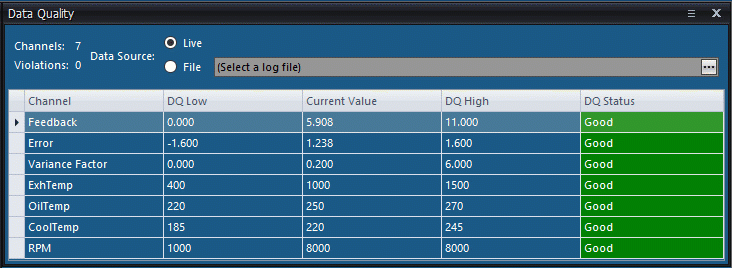 Data Quality
Channels: 7
Violations: 0
Data Source:
Live
File (Select a log file) ...
Channel DQ Low Current Value DQ High DQ Status
Feedback 0.000 5.908 11.000 Good
Error -1.600 1.238 1.600 Good
Variance Factor 0.000 0.200 6.000 Good
ExhTemp 400 1000 1500 Good
OilTemp 220 250 270 Good
CoolTemp 185 220 245 Good
RPM 1000 8000 8000 Good